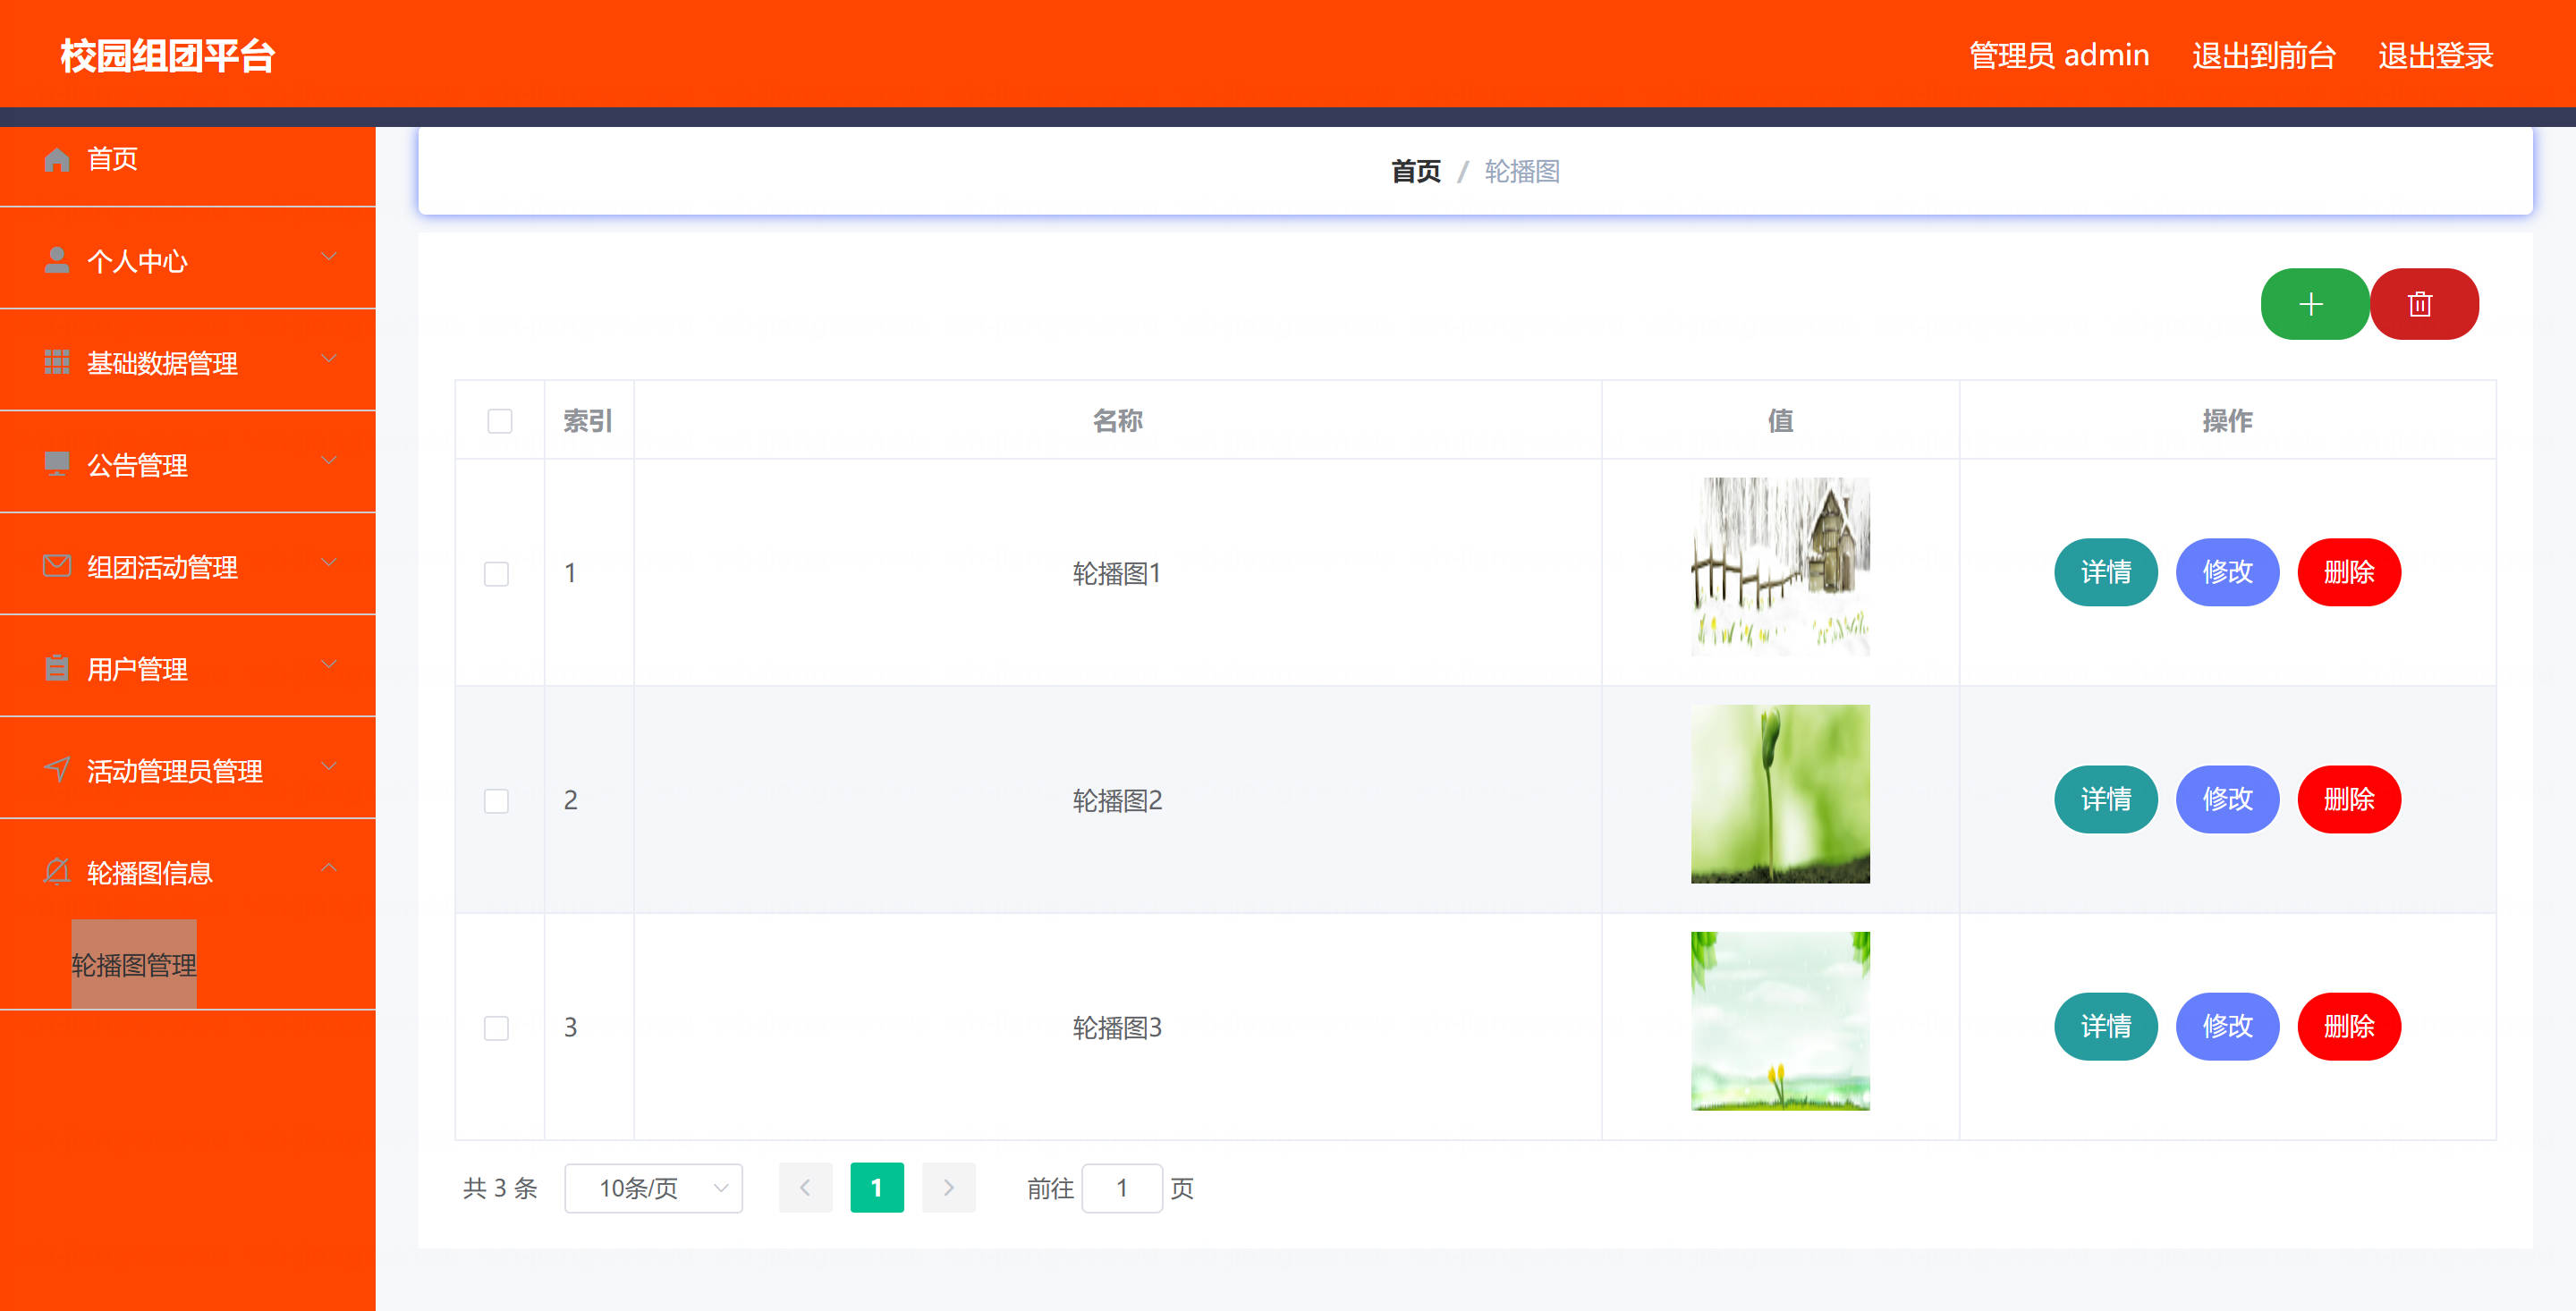 校园组团平台
管理员 admin 退出到前台 退出登录
首页
个人中心
基础数据管理
公告管理
组团活动管理
用户管理
活动管理员管理
轮播图信息
轮播图管理
首页 / 轮播图
索引 名称 值 操作
1 轮播图1 详情 修改 删除
2 轮播图2 详情 修改 删除
3 轮播图3 详情 修改 删除
共 3 条 10条/页 1 前往 1 页